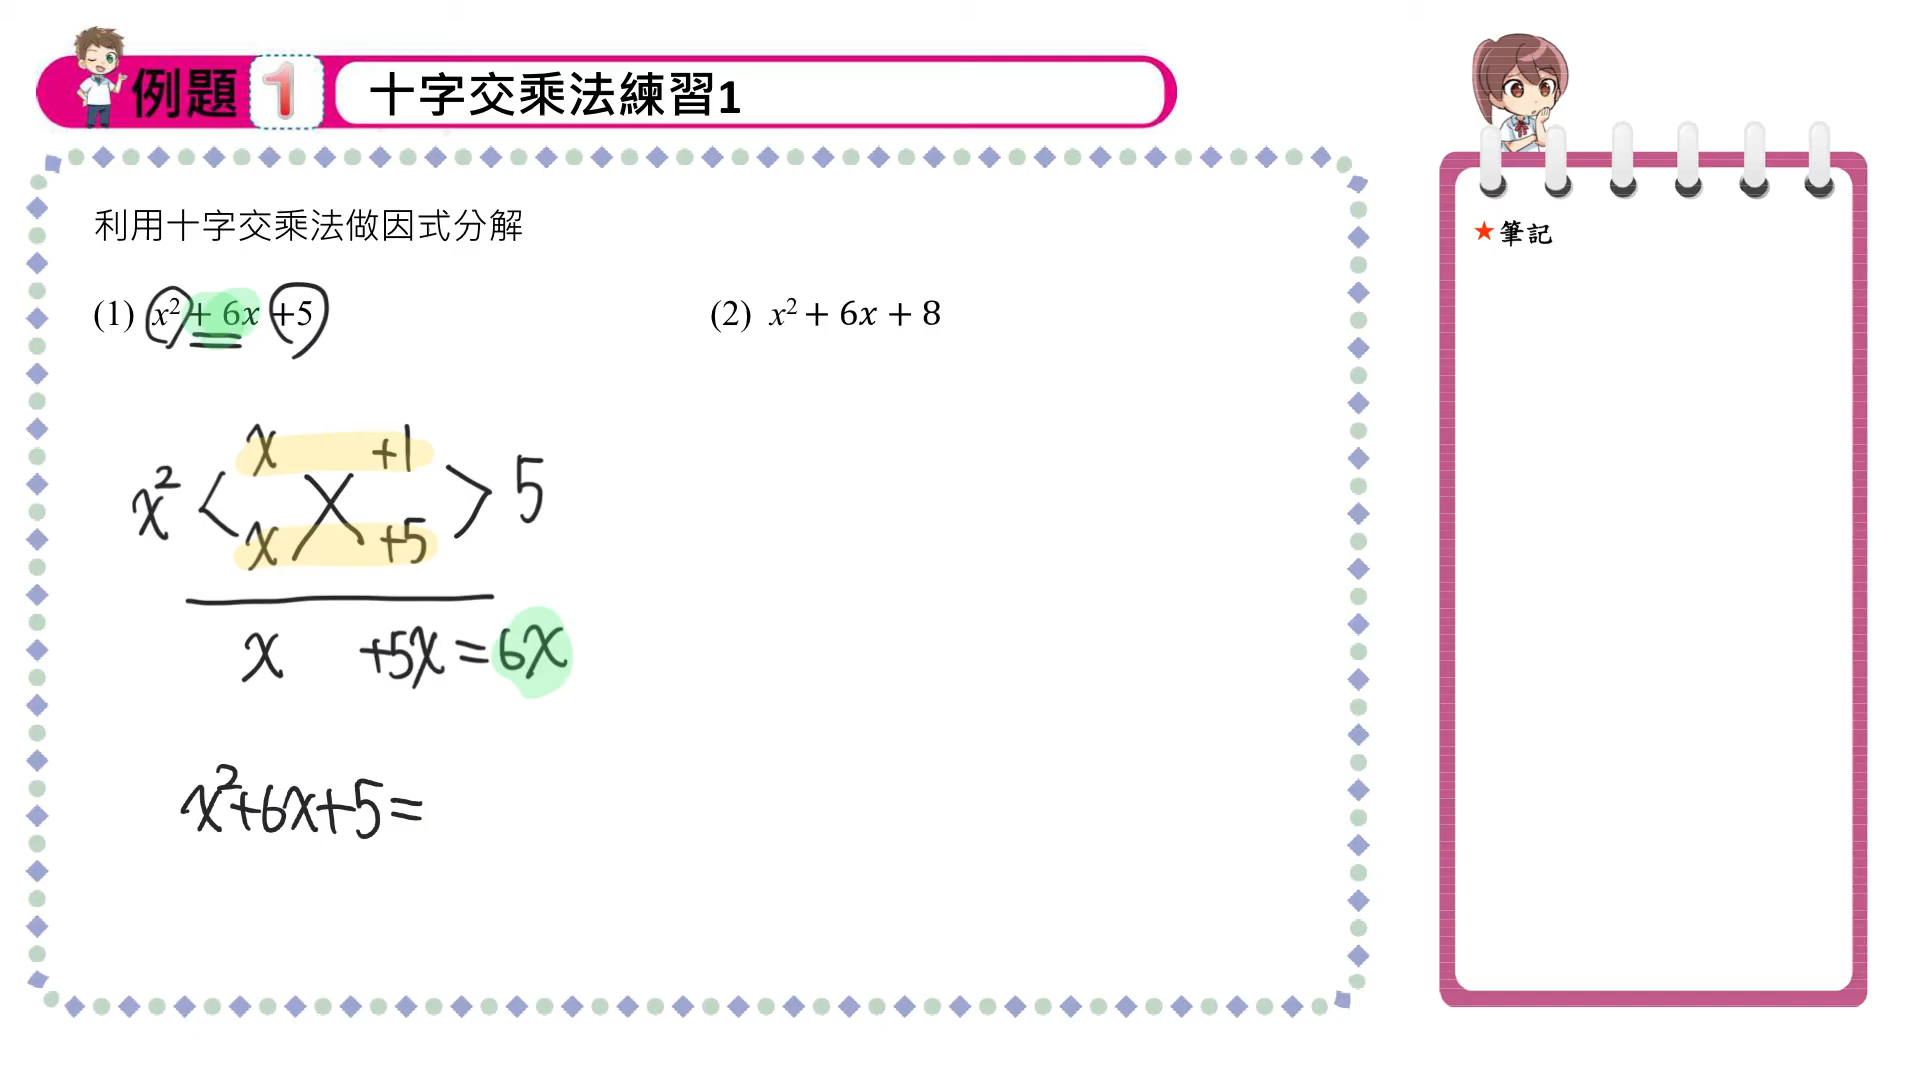 例題 1 十字交乘法練習1
利用十字交乘法做因式分解
(1) x² + 6x +5
(2) x² + 6x + 8
x +1
x² < > 5
x +5
x +5x = 6x
x²+6x+5=
★筆記